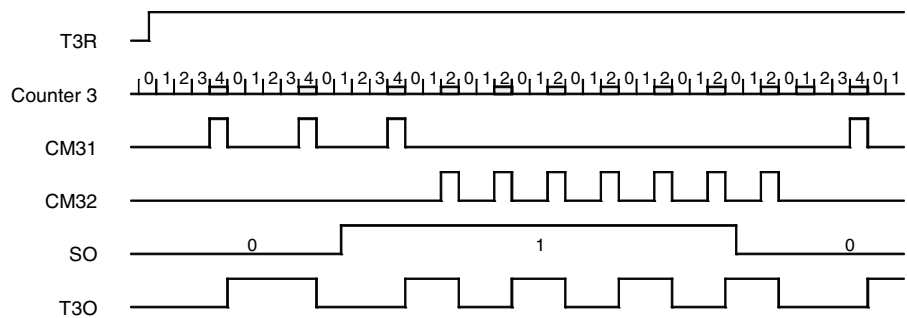 T3R
Counter 3 0 1 2 3 4 0 1 2 3 4 0 1 2 3 4 0 1 2 0 1 2 0 1 2 0 1 2 0 1 2 0 1 2 0 1 2 0 1 2 3 4 0 1
CM31
CM32
SO 0 1 0
T3O